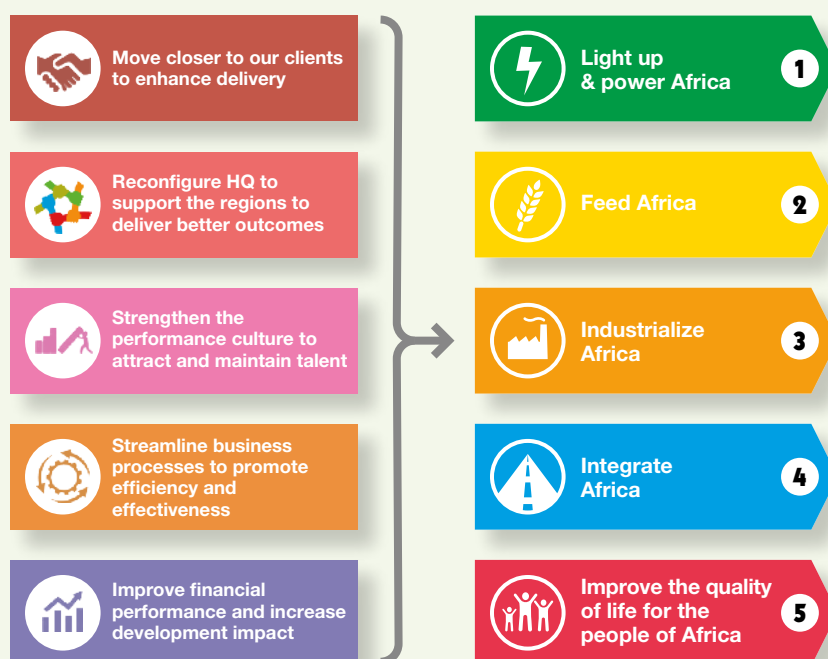 Move closer to our clients
to enhance delivery
Reconfigure HQ to
support the regions to
deliver better outcomes
Strengthen the
performance culture to
attract and maintain talent
Streamline business
processes to promote
efficiency and
effectiveness
Improve financial
performance and increase
development impact
Light up
& power Africa
1
Feed Africa
2
Industrialize
Africa
3
Integrate
Africa
4
Improve the quality
of life for the
people of Africa
5